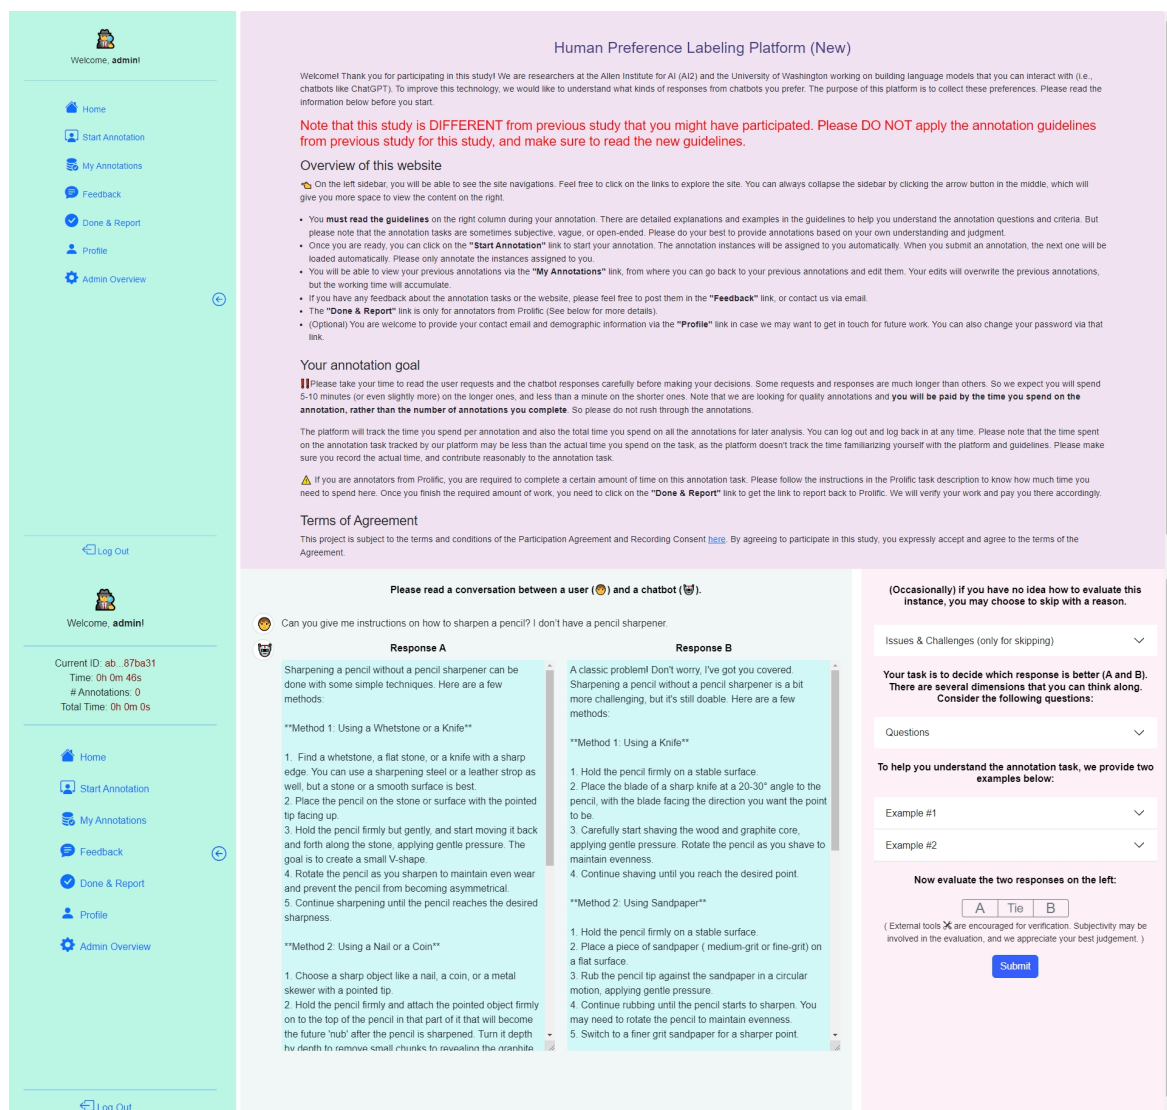 Welcome, admin!
Home
Start Annotation
My Annotations
Feedback
Done & Report
Profile
Admin Overview
Log Out
Human Preference Labeling Platform (New)
Welcome! Thank you for participating in this study! We are researchers at the Allen Institute for AI (AI2) and the University of Washington working on building language models that you can interact with (i.e.,
chatbots like ChatGPT). To improve this technology, we would like to understand what kinds of responses from chatbots you prefer. The purpose of this platform is to collect these preferences. Please read the
information below before you start.
Note that this study is DIFFERENT from previous study that you might have participated. Please DO NOT apply the annotation guidelines
from previous study for this study, and make sure to read the new guidelines.
Overview of this website
👈 On the left sidebar, you will be able to see the site navigations. Feel free to click on the links to explore the site. You can always collapse the sidebar by clicking the arrow button in the middle, which will
give you more space to view the content on the right.
• You must read the guidelines on the right column during your annotation. There are detailed explanations and examples in the guidelines to help you understand the annotation questions and criteria. But
please note that the annotation tasks are sometimes subjective, vague, or open-ended. Please do your best to provide annotations based on your own understanding and judgment.
• Once you are ready, you can click on the "Start Annotation" link to start your annotation. The annotation instances will be assigned to you automatically. When you submit an annotation, the next one will be
loaded automatically. Please only annotate the instances assigned to you.
• You will be able to view your previous annotations via the "My Annotations" link, from where you can go back to your previous annotations and edit them. Your edits will overwrite the previous annotations,
but the working time will accumulate.
• If you have any feedback about the annotation tasks or the website, please feel free to post them in the "Feedback" link, or contact us via email.
• The "Done & Report" link is only for annotators from Prolific (See below for more details).
• (Optional) You are welcome to provide your contact email and demographic information via the "Profile" link in case we may want to get in touch for future work. You can also change your password via that
link.
Your annotation goal
‼️Please take your time to read the user requests and the chatbot responses carefully before making your decisions. Some requests and responses are much longer than others. So we expect you will spend
5-10 minutes (or even slightly more) on the longer ones, and less than a minute on the shorter ones. Note that we are looking for quality annotations and you will be paid by the time you spend on the
annotation, rather than the number of annotations you complete. So please do not rush through the annotations.
The platform will track the time you spend per annotation and also the total time you spend on all the annotations for later analysis. You can log out and log back in at any time. Please note that the time spent
on the annotation task tracked by our platform may be less than the actual time you spend on the task, as the platform doesn't track the time familiarizing yourself with the platform and guidelines. Please make
sure you record the actual time, and contribute reasonably to the annotation task.
⚠️ If you are annotators from Prolific, you are required to complete a certain amount of time on this annotation task. Please follow the instructions in the Prolific task description to know how much time you
need to spend here. Once you finish the required amount of work, you need to click on the "Done & Report" link to get the link to report back to Prolific. We will verify your work and pay you there accordingly.
Terms of Agreement
This project is subject to the terms and conditions of the Participation Agreement and Recording Consent here. By agreeing to participate in this study, you expressly accept and agree to the terms of the
Agreement.
Welcome, admin!
Current ID: ab...87ba31
Time: 0h 0m 46s
# Annotations: 0
Total Time: 0h 0m 0s
Home
Start Annotation
My Annotations
Feedback
Done & Report
Profile
Admin Overview
Log Out
Please read a conversation between a user (🧑) and a chatbot (🤖).
Can you give me instructions on how to sharpen a pencil? I don't have a pencil sharpener.
Response A
Sharpening a pencil without a pencil sharpener can be
done with some simple techniques. Here are a few
methods:
**Method 1: Using a Whetstone or a Knife**
1. Find a whetstone, a flat stone, or a knife with a sharp
edge. You can use a sharpening steel or a leather strop as
well, but a stone or a smooth surface is best.
2. Place the pencil on the stone or surface with the pointed
tip facing up.
3. Hold the pencil firmly but gently, and start moving it back
and forth along the stone, applying gentle pressure. The
goal is to create a small V-shape.
4. Rotate the pencil as you sharpen to maintain even wear
and prevent the pencil from becoming asymmetrical.
5. Continue sharpening until the pencil reaches the desired
sharpness.
**Method 2: Using a Nail or a Coin**
1. Choose a sharp object like a nail, a coin, or a metal
skewer with a pointed tip.
2. Hold the pencil firmly and attach the pointed object firmly
on to the top of the pencil in that part of it that will become
the future 'nub' after the pencil is sharpened. Turn it depth
by depth to remove small chunks to revealing the graphite
Response B
A classic problem! Don't worry, I've got you covered.
Sharpening a pencil without a pencil sharpener is a bit
more challenging, but it's still doable. Here are a few
methods:
**Method 1: Using a Knife**
1. Hold the pencil firmly on a stable surface.
2. Place the blade of a sharp knife at a 20-30° angle to the
pencil, with the blade facing the direction you want the point
to be.
3. Carefully start shaving the wood and graphite core,
applying gentle pressure. Rotate the pencil as you shave to
maintain evenness.
4. Continue shaving until you reach the desired point.
**Method 2: Using Sandpaper**
1. Hold the pencil firmly on a stable surface.
2. Place a piece of sandpaper ( medium-grit or fine-grit) on
a flat surface.
3. Rub the pencil tip against the sandpaper in a circular
motion, applying gentle pressure.
4. Continue rubbing until the pencil starts to sharpen. You
may need to rotate the pencil to maintain evenness.
5. Switch to a finer grit sandpaper for a sharper point.
(Occasionally) if you have no idea how to evaluate this
instance, you may choose to skip with a reason.
Issues & Challenges (only for skipping)
Your task is to decide which response is better (A and B).
There are several dimensions that you can think along.
Consider the following questions:
Questions
To help you understand the annotation task, we provide two
examples below:
Example #1
Example #2
Now evaluate the two responses on the left:
A Tie B
( External tools 🛠 are encouraged for verification. Subjectivity may be
involved in the evaluation, and we appreciate your best judgement. )
Submit